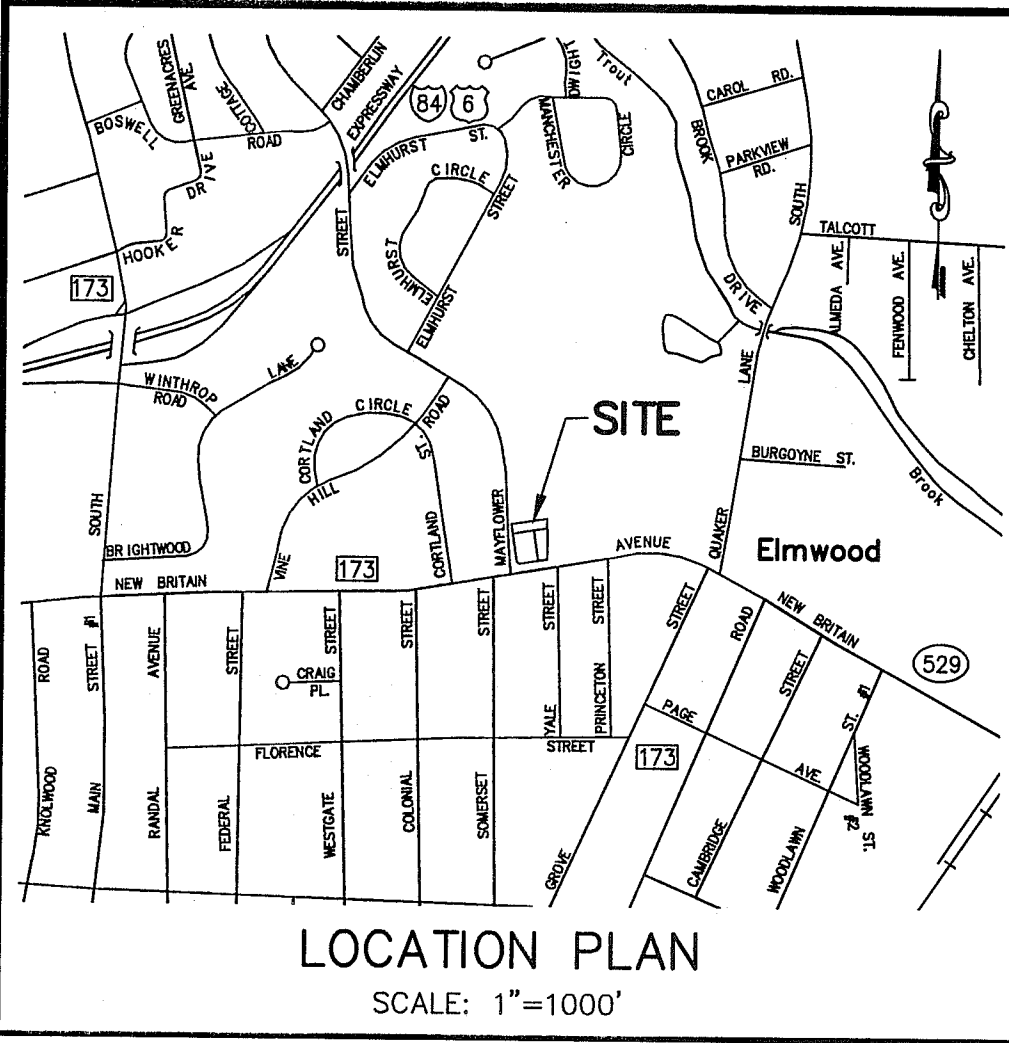 GREENACRES AVE.
COTTAGE
CHAMBERLIN
EXPRESSWAY
84
6
DWIGHT
Trout
CAROL RD.
BOSWELL
ROAD
ELMHURST ST.
MANCHESTER
CIRCLE
BROOK
PARKVIEW RD.
DRIVE
CIRCLE
STREET
SOUTH
STREET
TALCOTT
HOOKER
ELMHURST
173
ELMHURST
DRIVE
ALMEDA AVE.
FENWOOD AVE.
CHELTON AVE.
WINTHROP ROAD
LANE
LANE
CORTLAND
CIRCLE
ROAD
SITE
ST.
BURGOYNE ST.
HILL
Brook
SOUTH
BRIGHTWOOD
VINE
CORTLAND
MAYFLOWER
AVENUE
QUAKER
Elmwood
NEW BRITAIN
173
ROAD
STREET #1
AVENUE
STREET
STREET
STREET
STREET
STREET
STREET
STREET
ROAD
NEW BRITAIN
STREET
529
CRAIG PL.
YALE
PRINCETON
PAGE
ST. #1
FLORENCE
STREET
173
AVE.
WOODLAWN ST. #2
KNOLWOOD
MAIN
RANDAL
FEDERAL
WESTGATE
COLONIAL
SOMERSET
GROVE
CAMBRIDGE
WOODLAWN
LOCATION PLAN
SCALE: 1"=1000'